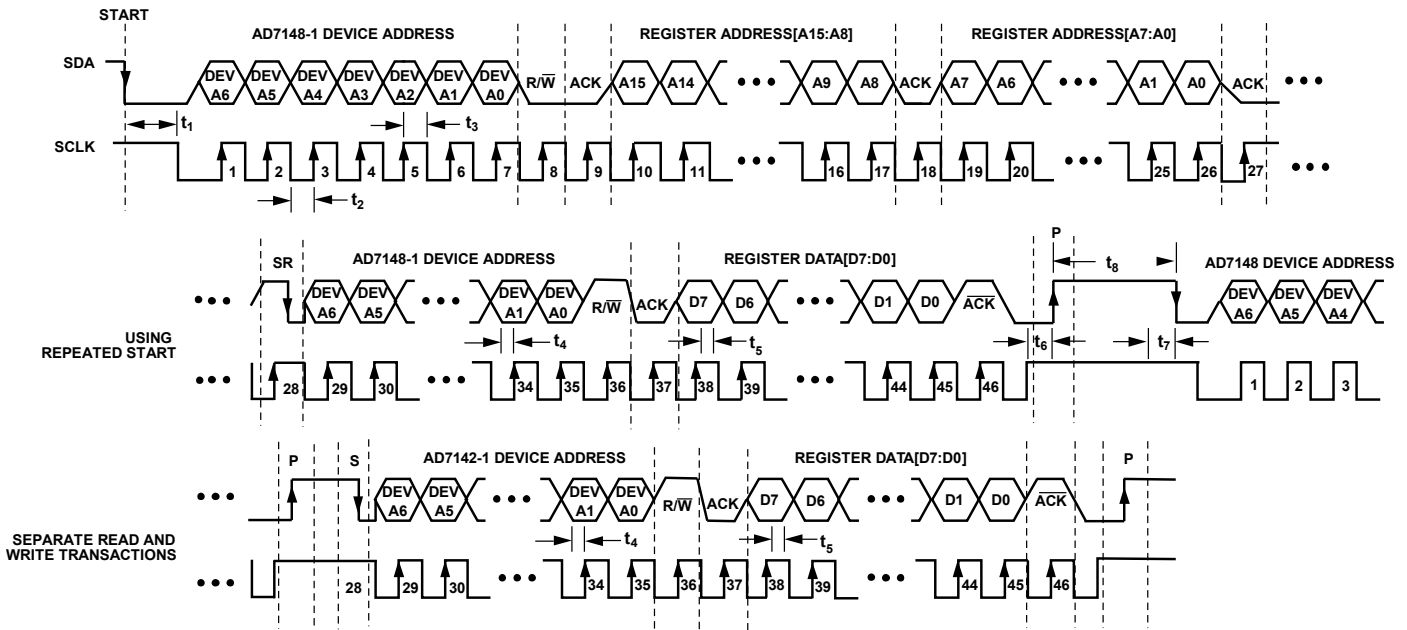 START
AD7148-1 DEVICE ADDRESS REGISTER ADDRESS[A15:A8] REGISTER ADDRESS[A7:A0]
SDA DEV A6 DEV A5 DEV A4 DEV A3 DEV A2 DEV A1 DEV A0 R/W ACK A15 A14 A9 A8 ACK A7 A6 A1 A0 ACK
t1 t3
SCLK 1 2 3 4 5 6 7 8 9 10 11 16 17 18 19 20 25 26 27
t2
P
SR AD7148-1 DEVICE ADDRESS REGISTER DATA[D7:D0] t8 AD7148 DEVICE ADDRESS
DEV A6 DEV A5 DEV A1 DEV A0 R/W ACK D7 D6 D1 D0 ACK DEV A6 DEV A5 DEV A4
USING
REPEATED START
t4 t5 t6 t7
28 29 30 34 35 36 37 38 39 44 45 46 1 2 3
P S AD7142-1 DEVICE ADDRESS REGISTER DATA[D7:D0] P
DEV A6 DEV A5 DEV A1 DEV A0 R/W ACK D7 D6 D1 D0 ACK
SEPARATE READ AND
WRITE TRANSACTIONS
t4 t5
28 29 30 34 35 36 37 38 39 44 45 46